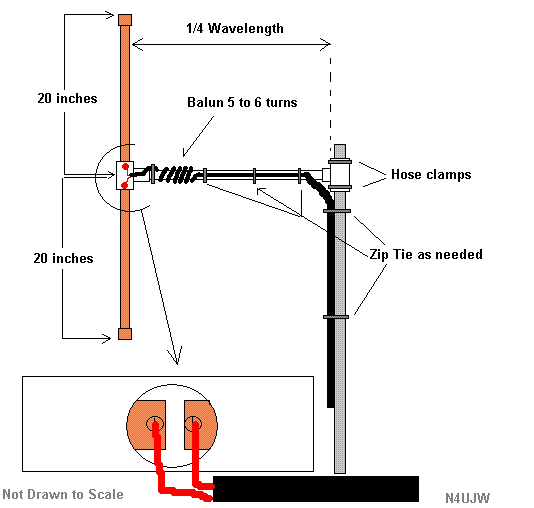 1/4 Wavelength
20 inches
Balun 5 to 6 turns
Hose clamps
Zip Tie as needed
20 inches
Not Drawn to Scale
N4UJW